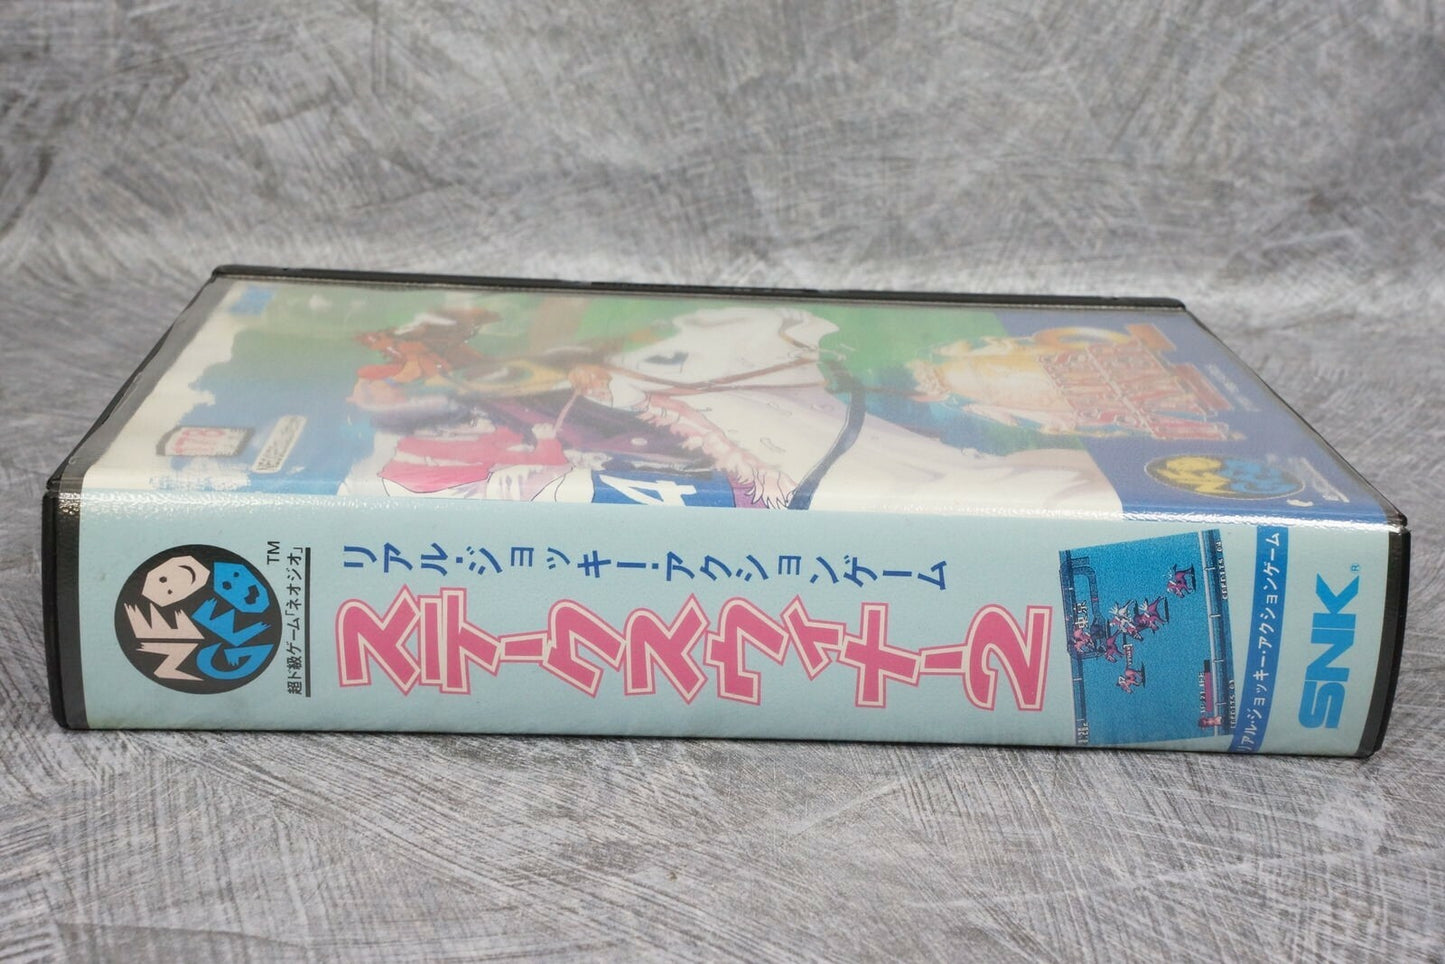 NEO
GEO
TM
超ド級ゲーム「ネオジオ」
リアル・ジョッキー・アクションゲーム
ステークスウィナー2
リアル・ジョッキー・アクションゲーム
SNK
®
4